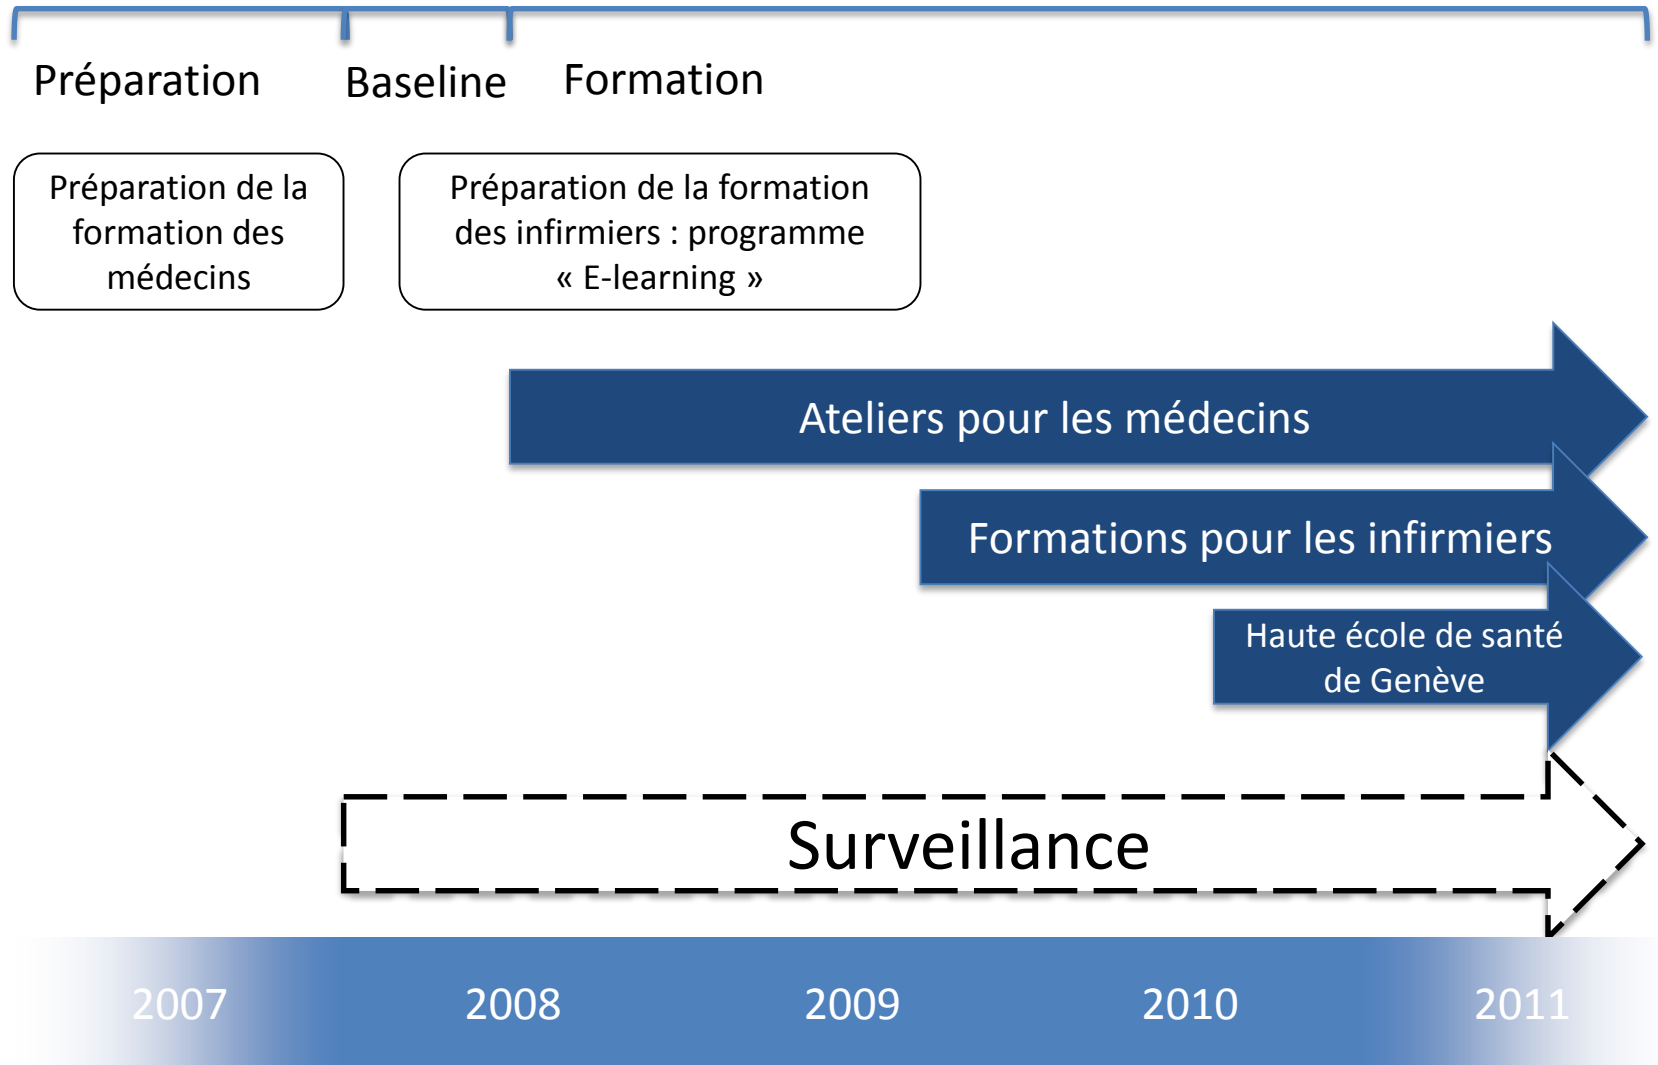 Préparation
Baseline
Formation
Préparation de la
formation des
médecins
Préparation de la formation
des infirmiers : programme
« E-learning »
Ateliers pour les médecins
Formations pour les infirmiers
Haute école de santé
de Genève
Surveillance
2007
2008
2009
2010
2011